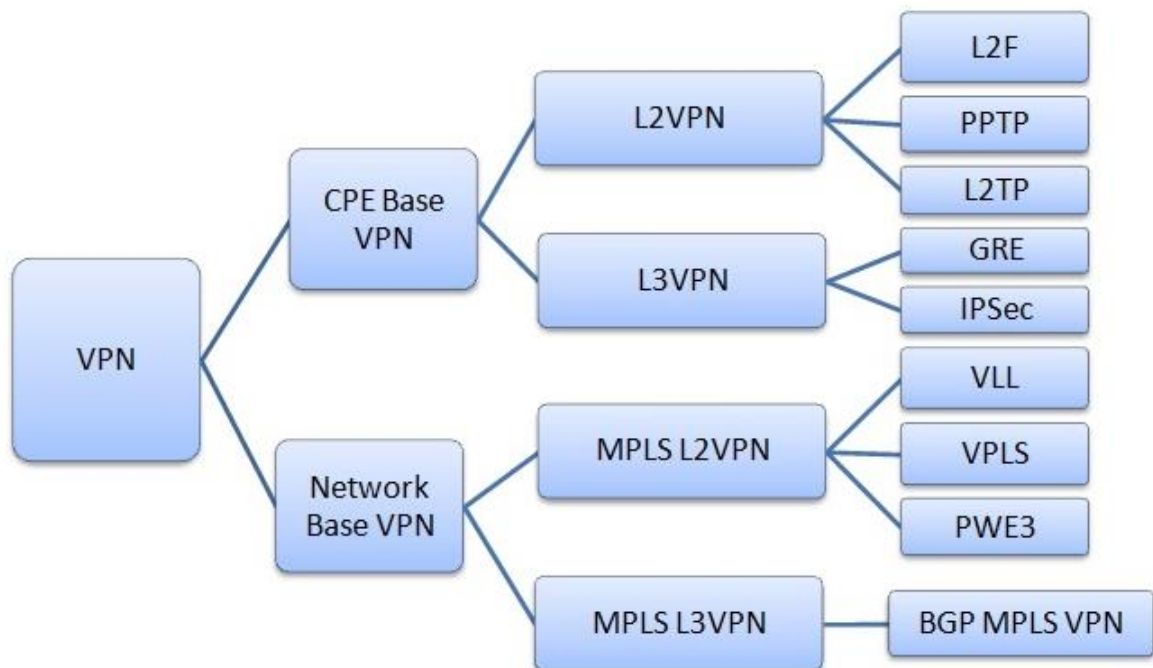 VPN
CPE Base
VPN
Network
Base VPN
L2VPN
L3VPN
MPLS L2VPN
MPLS L3VPN
L2F
PPTP
L2TP
GRE
IPSec
VLL
VPLS
PWE3
BGP MPLS VPN